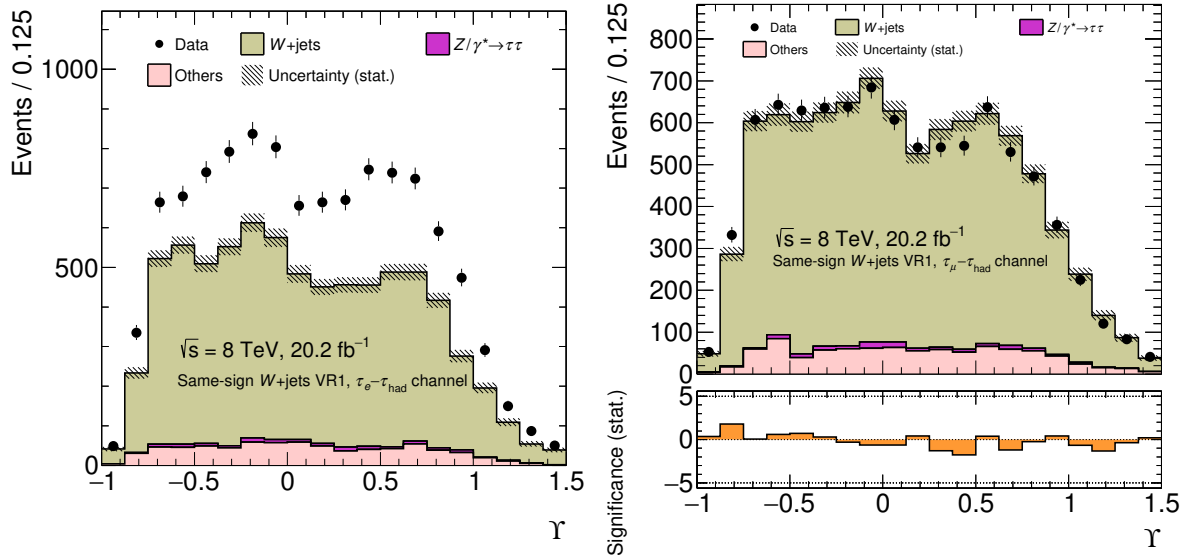 Events / 0.125
1000
500
0
Data
W+jets
Z/γ*→ττ
Others
Uncertainty (stat.)
√s = 8 TeV, 20.2 fb⁻¹
Same-sign W+jets VR1, τₑ−τ_had channel
−1 −0.5 0 0.5 1 1.5
ϒ
Events / 0.125
800
700
600
500
400
300
200
100
0
Data
W+jets
Z/γ*→ττ
Others
Uncertainty (stat.)
√s = 8 TeV, 20.2 fb⁻¹
Same-sign W+jets VR1, τ_μ−τ_had channel
Significance (stat.)
5
0
−5
−1 −0.5 0 0.5 1 1.5
ϒ